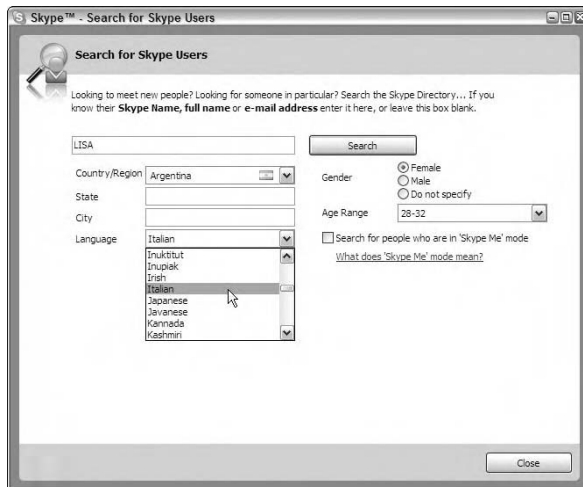 Skype™ - Search for Skype Users
Search for Skype Users
Looking to meet new people? Looking for someone in particular? Search the Skype Directory... If you
know their Skype Name, full name or e-mail address enter it here, or leave this box blank.
LISA
Search
Country/Region
Argentina
State
City
Language
Italian
Inuktitut
Inupiak
Irish
Italian
Japanese
Javanese
Kannada
Kashmiri
Gender
Female
Male
Do not specify
Age Range
28-32
Search for people who are in 'Skype Me' mode
What does 'Skype Me' mode mean?
Close